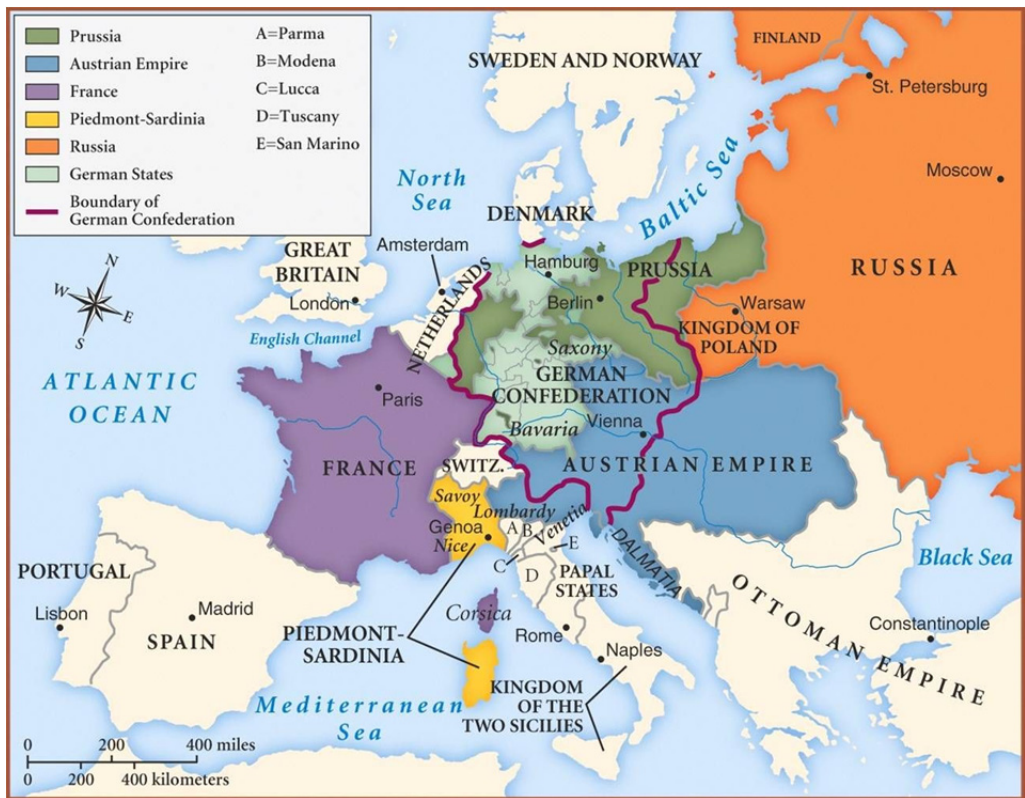 Prussia
Austrian Empire
France
Piedmont-Sardinia
Russia
German States
Boundary of
German Confederation
A=Parma
B=Modena
C=Lucca
D=Tuscany
E=San Marino
SWEDEN AND NORWAY
FINLAND
St. Petersburg
Moscow
North
Sea
Baltic Sea
DENMARK
GREAT
BRITAIN
London
Amsterdam
NETHERLANDS
Hamburg
PRUSSIA
Berlin
RUSSIA
Warsaw
KINGDOM OF
POLAND
N
W
E
S
English Channel
Saxony
GERMAN
CONFEDERATION
ATLANTIC
OCEAN
Paris
Bavaria
Vienna
FRANCE
SWITZ.
AUSTRIAN EMPIRE
Savoy
Lombardy
Venetia
Genoa
Nice
A
B
C
D
E
DALMATIA
Black Sea
PORTUGAL
Lisbon
Madrid
SPAIN
PAPAL
STATES
Corsica
Rome
PIEDMONT-
SARDINIA
Naples
OTTOMAN EMPIRE
Constantinople
KINGDOM
OF THE
TWO SICILIES
Mediterranean
Sea
0 200 400 miles
0 200 400 kilometers